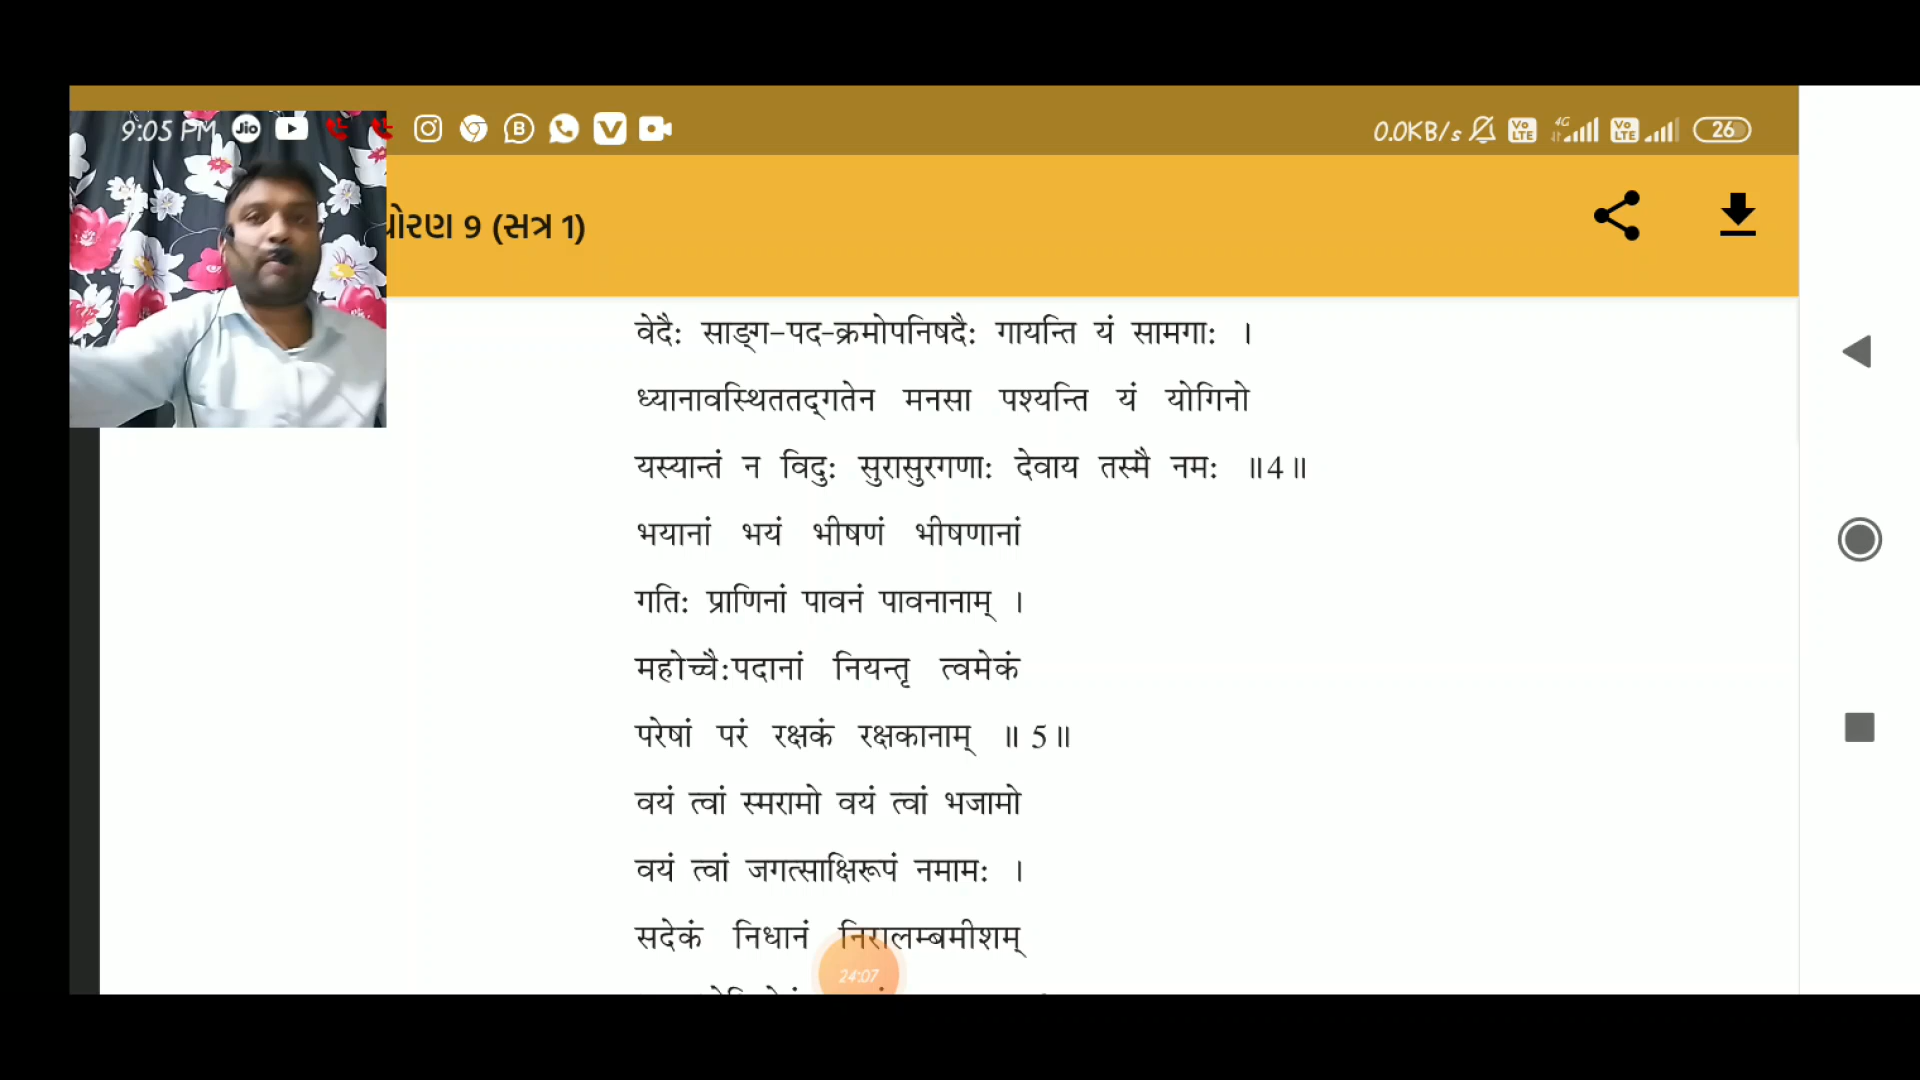 9:05 PM
0.0KB/s
4G
26
ધોરણ 9 (સત્ર 1)
वेदैः साङ्ग-पद-क्रमोपनिषदैः गायन्ति यं सामगाः ।
ध्यानावस्थिततद्गतेन मनसा पश्यन्ति यं योगिनो
यस्यान्तं न विदुः सुरासुरगणाः देवाय तस्मै नमः ॥4॥
भयानां भयं भीषणं भीषणानां
गतिः प्राणिनां पावनं पावनानाम् ।
महोच्चैःपदानां नियन्तृ त्वमेकं
परेषां परं रक्षकं रक्षकानाम् ॥ 5॥
वयं त्वां स्मरामो वयं त्वां भजामो
वयं त्वां जगत्साक्षिरूपं नमामः ।
सदेकं निधानं निरालम्बमीशम्
24:07